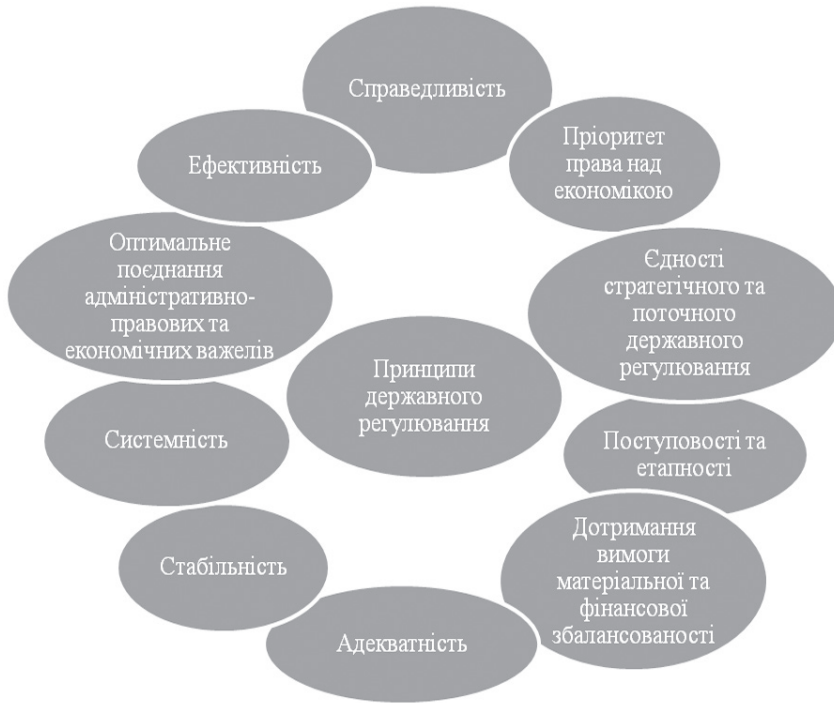 Справедливість
Ефективність
Пріоритет
права над
економікою
Оптимальне
поєднання
адміністративно-
правових та
економічних важелів
Єдності
стратегічного та
поточного
державного
регулювання
Принципи
державного
регулювання
Системність
Поступовості та
етапності
Стабільність
Дотримання
вимоги
матеріальної та
фінансової
збалансованості
Адекватність